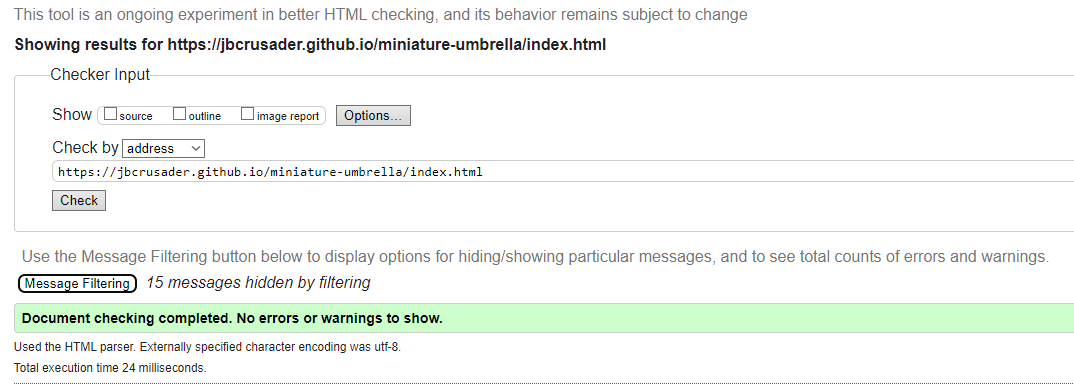 This tool is an ongoing experiment in better HTML checking, and its behavior remains subject to change
Showing results for https://jbcrusader.github.io/miniature-umbrella/index.html
Checker Input
Show source outline image report Options...
Check by address
https://jbcrusader.github.io/miniature-umbrella/index.html
Check
Use the Message Filtering button below to display options for hiding/showing particular messages, and to see total counts of errors and warnings.
Message Filtering 15 messages hidden by filtering
Document checking completed. No errors or warnings to show.
Used the HTML parser. Externally specified character encoding was utf-8.
Total execution time 24 milliseconds.